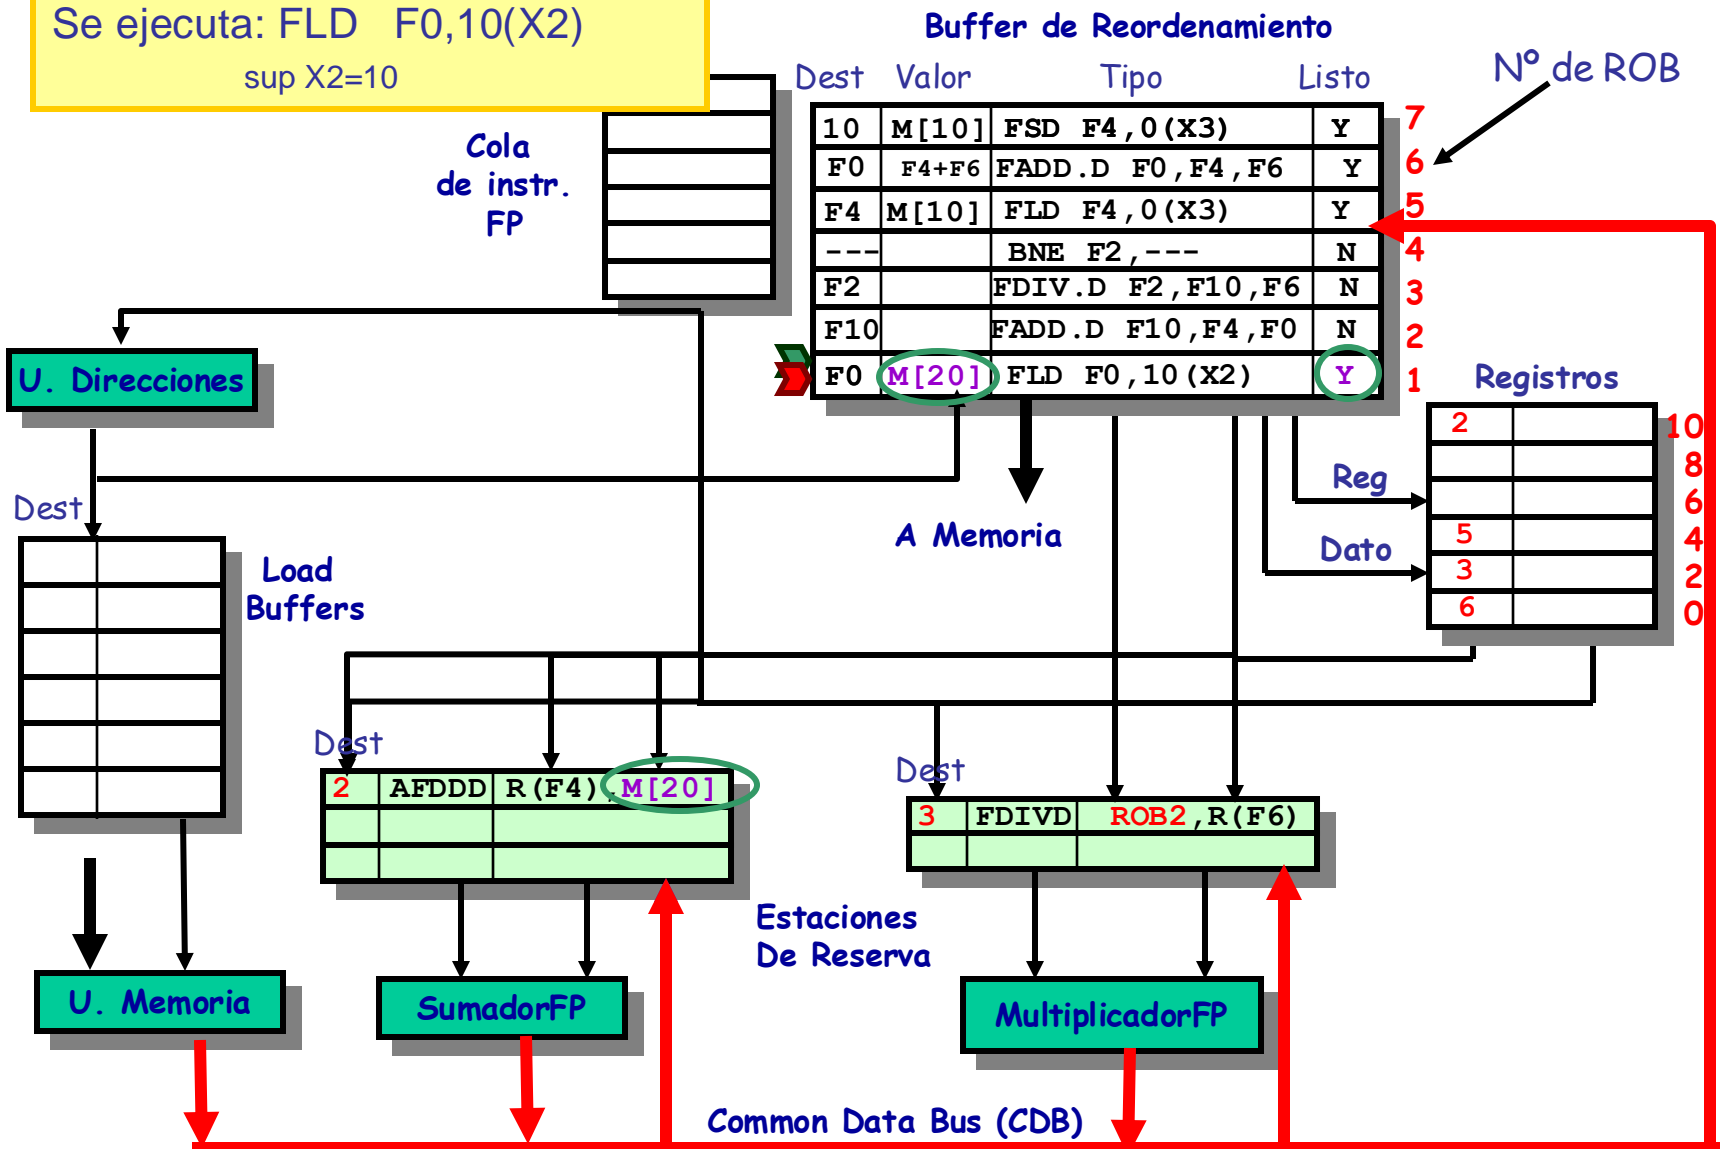 Se ejecuta: FLD F0,10(X2)
sup X2=10
Buffer de Reordenamiento
Dest Valor Tipo Listo
Nº de ROB
10 M[10] FSD F4,0(X3) Y 7
F0 F4+F6 FADD.D F0,F4,F6 Y 6
F4 M[10] FLD F4,0(X3) Y 5
--- BNE F2,--- N 4
F2 FDIV.D F2,F10,F6 N 3
F10 FADD.D F10,F4,F0 N 2
F0 M[20] FLD F0,10(X2) Y 1
Cola
de instr.
FP
U. Direcciones
Registros
2 10
8
6
5 4
3 2
6 0
Reg
Dato
A Memoria
Dest
Load
Buffers
Dest
2 AFDDD R(F4),M[20]
Dest
3 FDIVD ROB2,R(F6)
Estaciones
De Reserva
U. Memoria
SumadorFP
MultiplicadorFP
Common Data Bus (CDB)